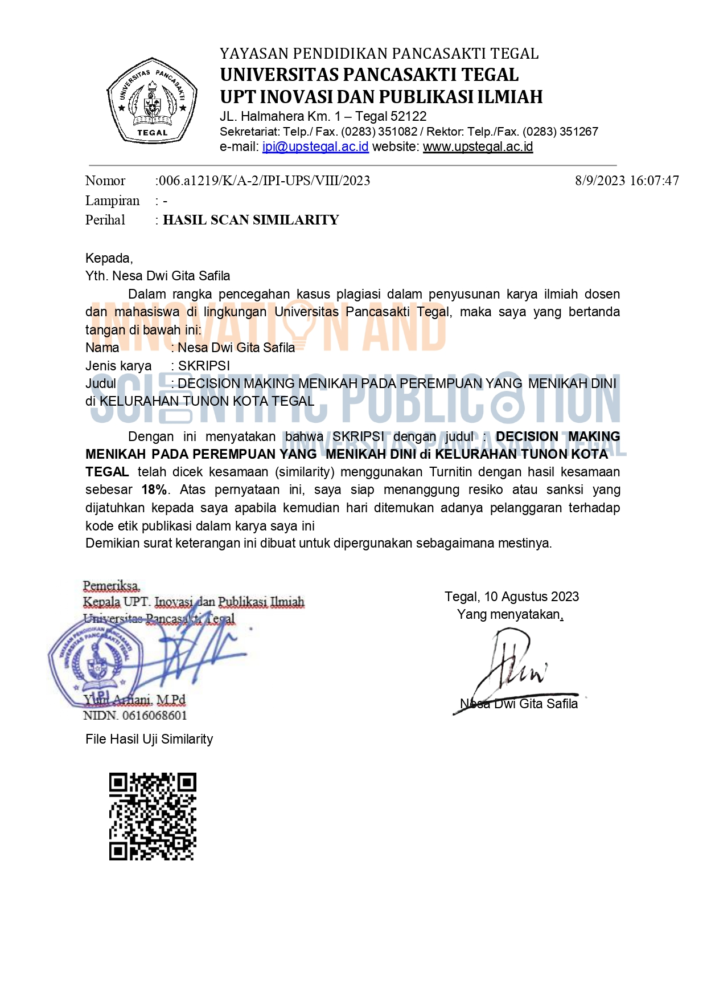 UNIVERSITAS PANCASAKTI
TEGAL
YAYASAN PENDIDIKAN PANCASAKTI TEGAL
UNIVERSITAS PANCASAKTI TEGAL
UPT INOVASI DAN PUBLIKASI ILMIAH
JL. Halmahera Km. 1 – Tegal 52122
Sekretariat: Telp./ Fax. (0283) 351082 / Rektor: Telp./Fax. (0283) 351267
e-mail: ipi@upstegal.ac.id website: www.upstegal.ac.id
Nomor :006.a1219/K/A-2/IPI-UPS/VIII/2023 8/9/2023 16:07:47
Lampiran : -
Perihal : HASIL SCAN SIMILARITY
Kepada,
Yth. Nesa Dwi Gita Safila
Dalam rangka pencegahan kasus plagiasi dalam penyusunan karya ilmiah dosen
dan mahasiswa di lingkungan Universitas Pancasakti Tegal, maka saya yang bertanda
tangan di bawah ini:
INNOVATION AND
Nama : Nesa Dwi Gita Safila
Jenis karya : SKRIPSI
Judul : DECISION MAKING MENIKAH PADA PEREMPUAN YANG MENIKAH DINI
di KELURAHAN TUNON KOTA TEGAL
SCIENTIFIC PUBLICATION
UNIVERSITAS PANCASAKTI TEGAL
Dengan ini menyatakan bahwa SKRIPSI dengan judul : DECISION MAKING
MENIKAH PADA PEREMPUAN YANG MENIKAH DINI di KELURAHAN TUNON KOTA
TEGAL telah dicek kesamaan (similarity) menggunakan Turnitin dengan hasil kesamaan
sebesar 18%. Atas pernyataan ini, saya siap menanggung resiko atau sanksi yang
dijatuhkan kepada saya apabila kemudian hari ditemukan adanya pelanggaran terhadap
kode etik publikasi dalam karya saya ini
Demikian surat keterangan ini dibuat untuk dipergunakan sebagaimana mestinya.
Pemeriksa,
Kepala UPT. Inovasi dan Publikasi Ilmiah
Universitas Pancasakti Tegal
YAYASAN PENDIDIKAN PANCASAKTI
UNIVERSITAS PANCASAKTI TEGAL
IPI
Yuni Arfiani, M.Pd
NIDN. 0616068601
Tegal, 10 Agustus 2023
Yang menyatakan,
Nesa Dwi Gita Safila
File Hasil Uji Similarity